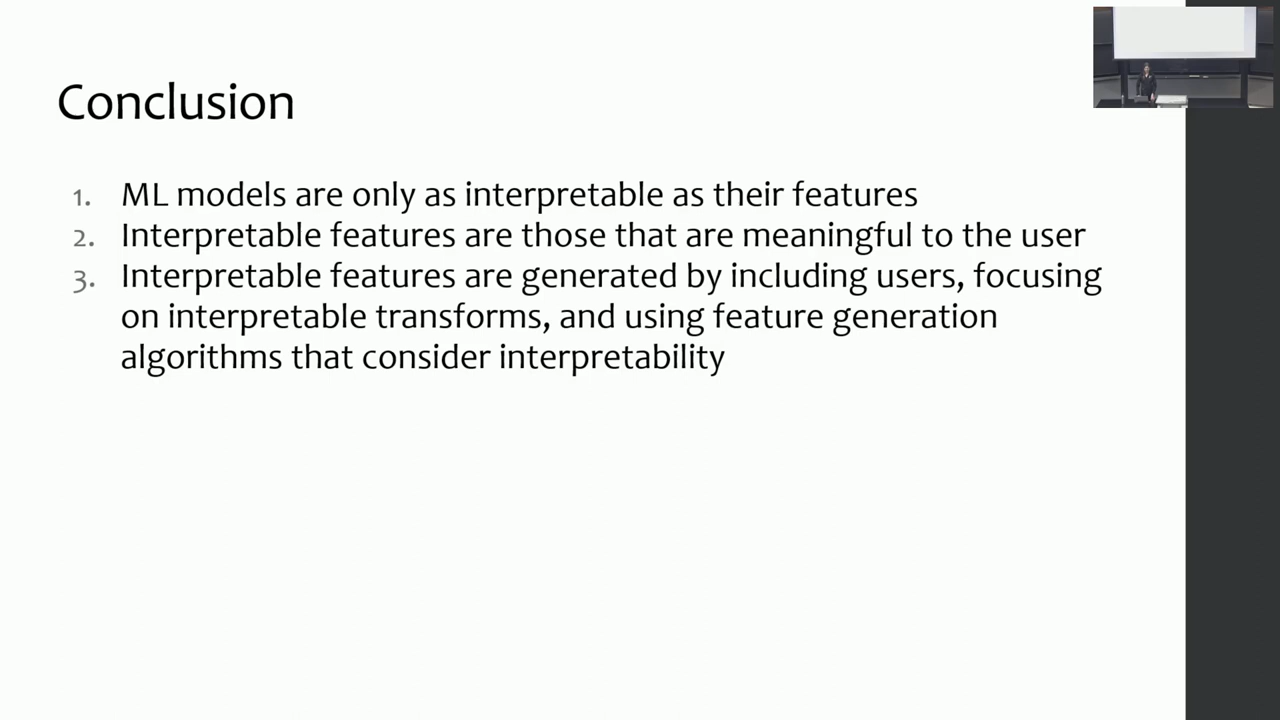 Conclusion
1. ML models are only as interpretable as their features
2. Interpretable features are those that are meaningful to the user
3. Interpretable features are generated by including users, focusing
on interpretable transforms, and using feature generation
algorithms that consider interpretability